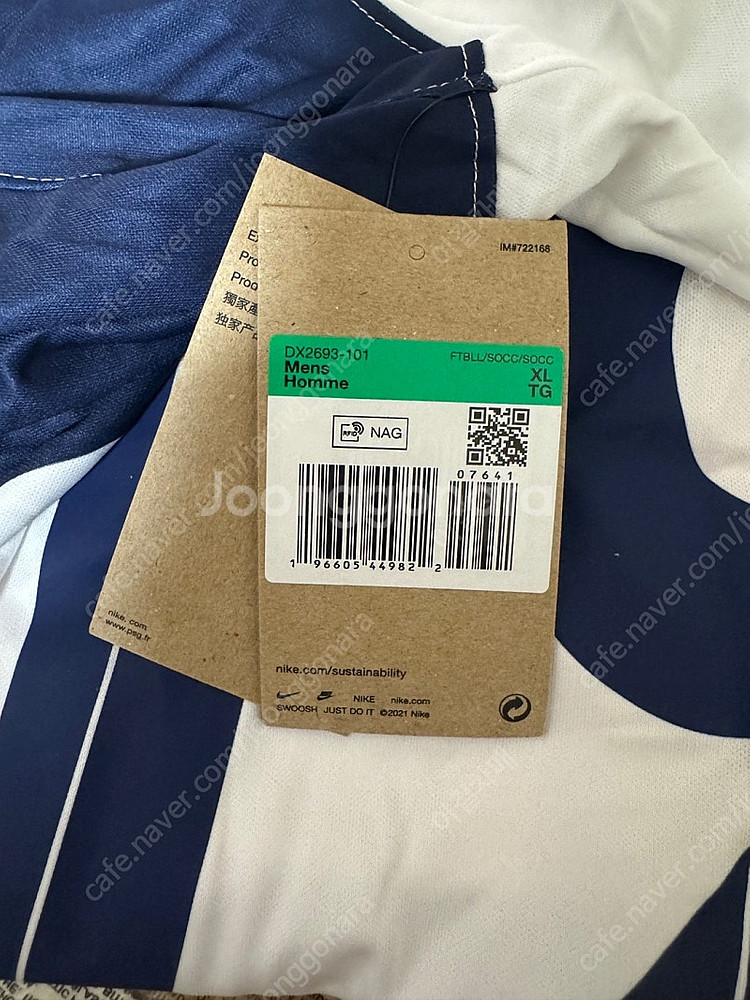 IM#722168
DX2693-101
FTBLL/SOCC/SOCC
Mens
XL
Homme
TG
RFID NAG
07641
1 96605 44982 2
nike.com/sustainability
NIKE nike.com
SWOOSH JUST DO IT ©2021 Nike
nike.com
www.psg.fr
Joonggonara
cafe.naver.com/joonggonara